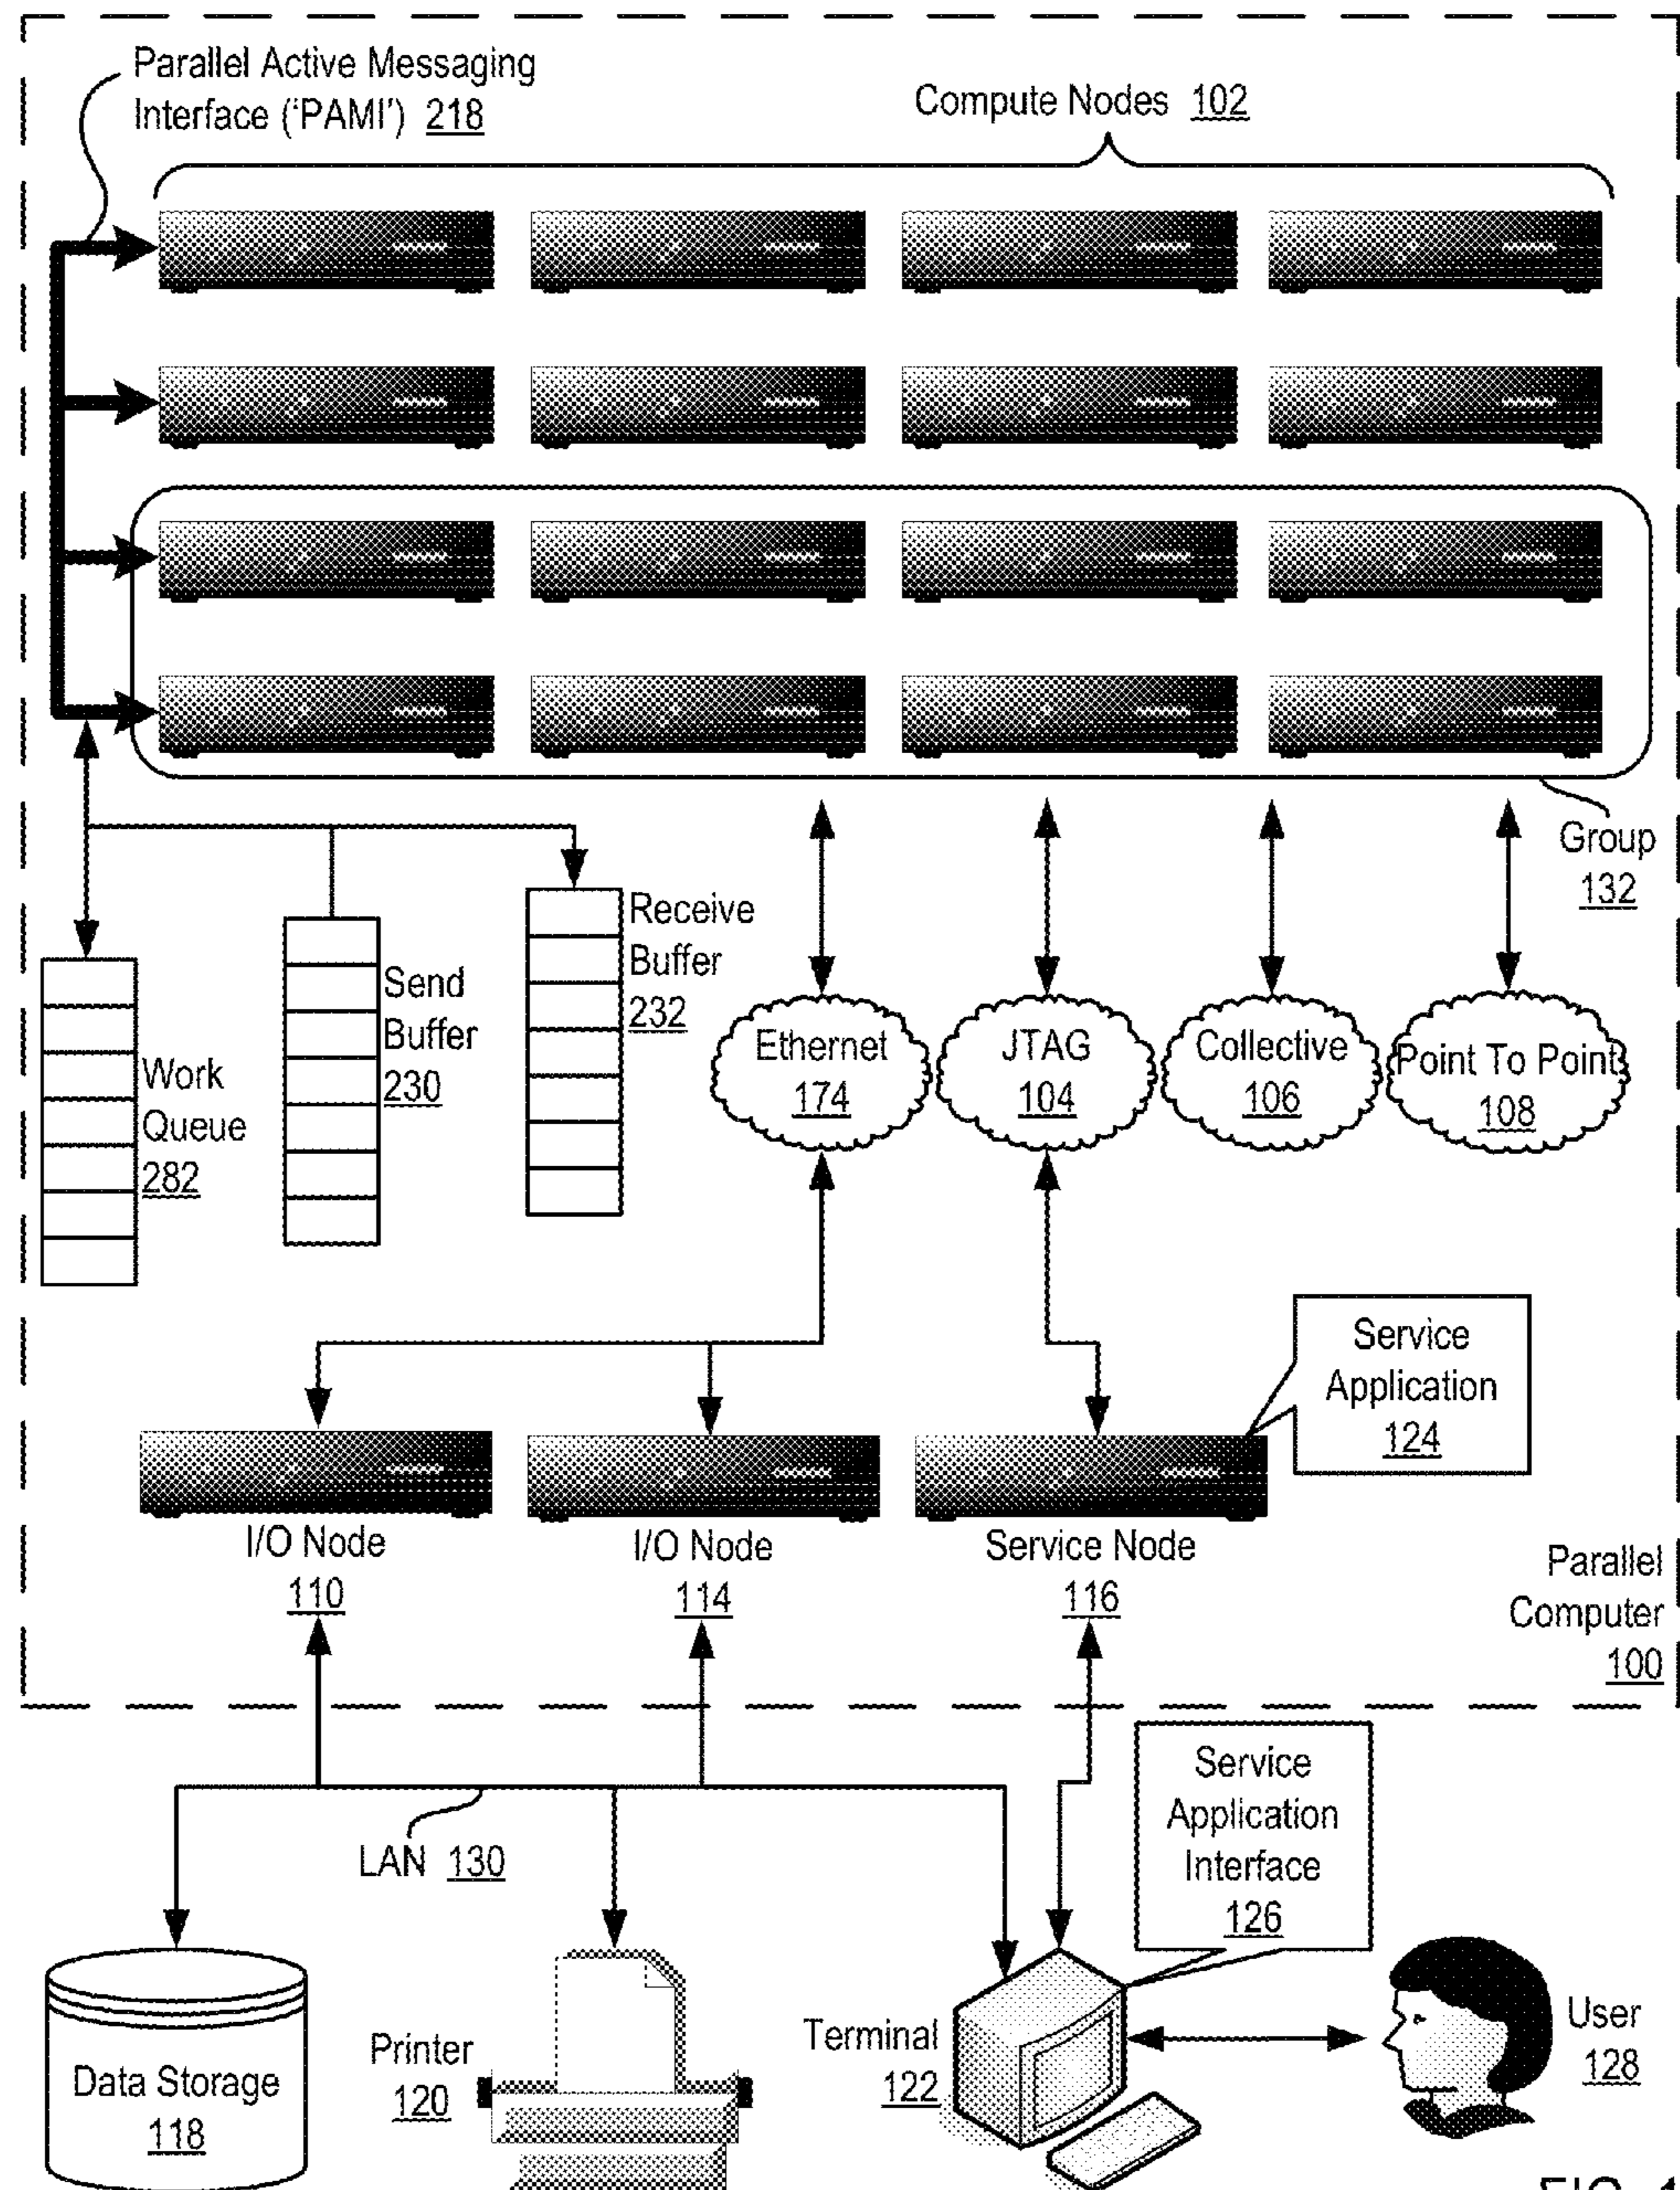 Parallel Active Messaging
Interface (‘PAMI’) 218
Compute Nodes 102
Group
132
Receive
Buffer
232
Send
Buffer
230
Work
Queue
282
Ethernet
174
JTAG
104
Collective
106
Point To Point
108
Service
Application
124
I/O Node
110
I/O Node
114
Service Node
116
Parallel
Computer
100
Service
Application
Interface
126
LAN 130
Data Storage
118
Printer
120
Terminal
122
User
128
FIG. 1